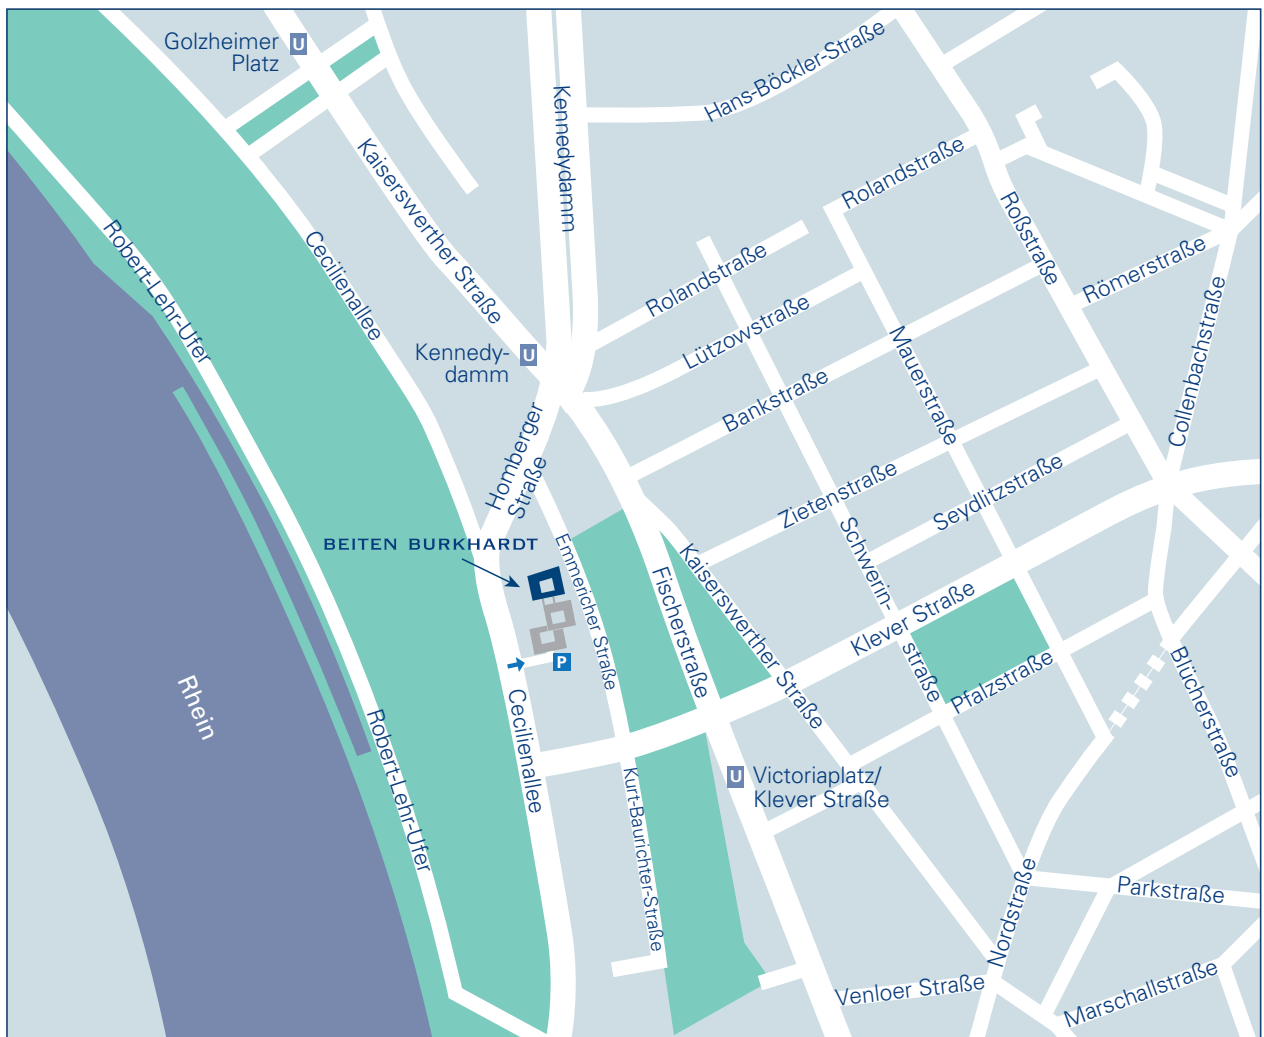 Golzheimer
Platz
U
Kennedydamm
Hans-Böckler-Straße
Kaiserswerther Straße
Rolandstraße
Robert-Lehr-Ufer
Cecilienallee
Roßstraße
Römerstraße
Rolandstraße
Lützowstraße
Kennedy-
damm
U
Mauerstraße
Collenbachstraße
Bankstraße
Homberger
Straße
Zietenstraße
Seydlitzstraße
BEITEN BURKHARDT
Emmericher Straße
Fischerstraße
Kaiserswerther Straße
Schwerin-
straße
Klever Straße
P
Pfalzstraße
Blücherstraße
Rhein
Cecilienallee
Robert-Lehr-Ufer
Kurt-Baurichter-Straße
U
Victoriaplatz/
Klever Straße
Nordstraße
Parkstraße
Venloer Straße
Marschallstraße